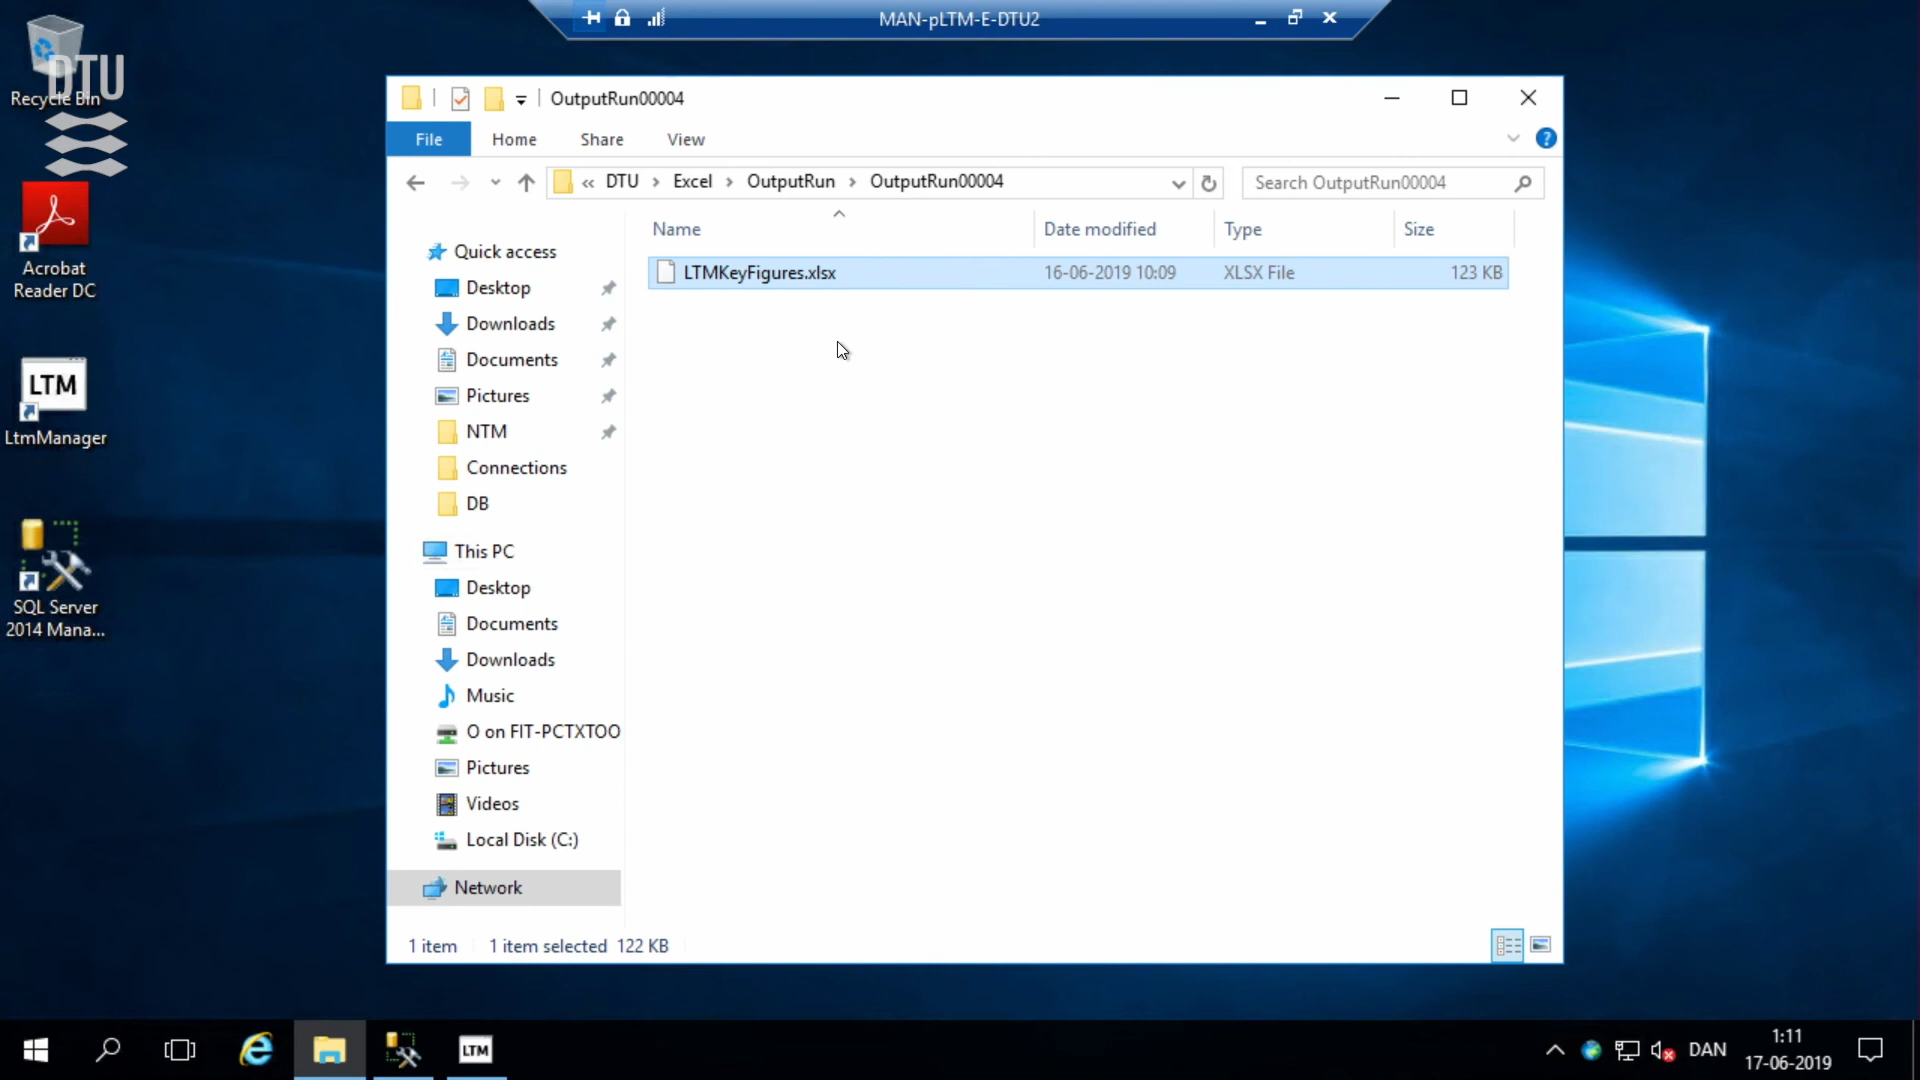 MAN-pLTM-E-DTU2
DTU
Recycle Bin
Acrobat
Reader DC
LTM
LtmManager
SQL Server
2014 Mana...
OutputRun00004
File Home Share View
« DTU > Excel > OutputRun > OutputRun00004
Search OutputRun00004
Name Date modified Type Size
LTMKeyFigures.xlsx 16-06-2019 10:09 XLSX File 123 KB
Quick access
Desktop
Downloads
Documents
Pictures
NTM
Connections
DB
This PC
Desktop
Documents
Downloads
Music
O on FIT-PCTXTOO
Pictures
Videos
Local Disk (C:)
Network
1 item 1 item selected 122 KB
LTM
DAN
1:11
17-06-2019